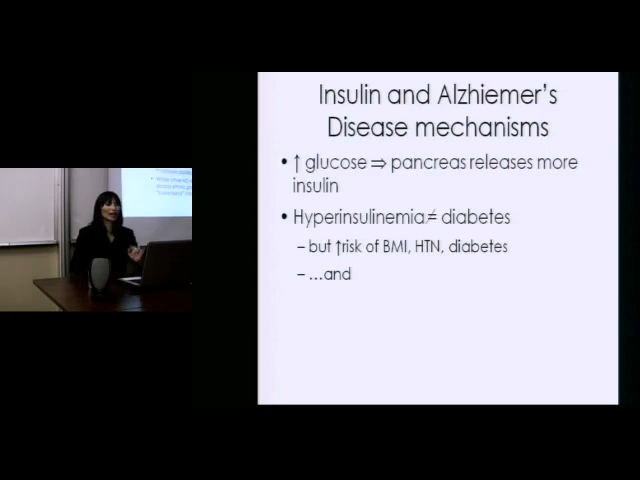 Insulin and Alzhiemer's
Disease mechanisms
• ↑ glucose ⇒ pancreas releases more
insulin
• Hyperinsulinemia ≠ diabetes
– but ↑risk of BMI, HTN, diabetes
– ...and